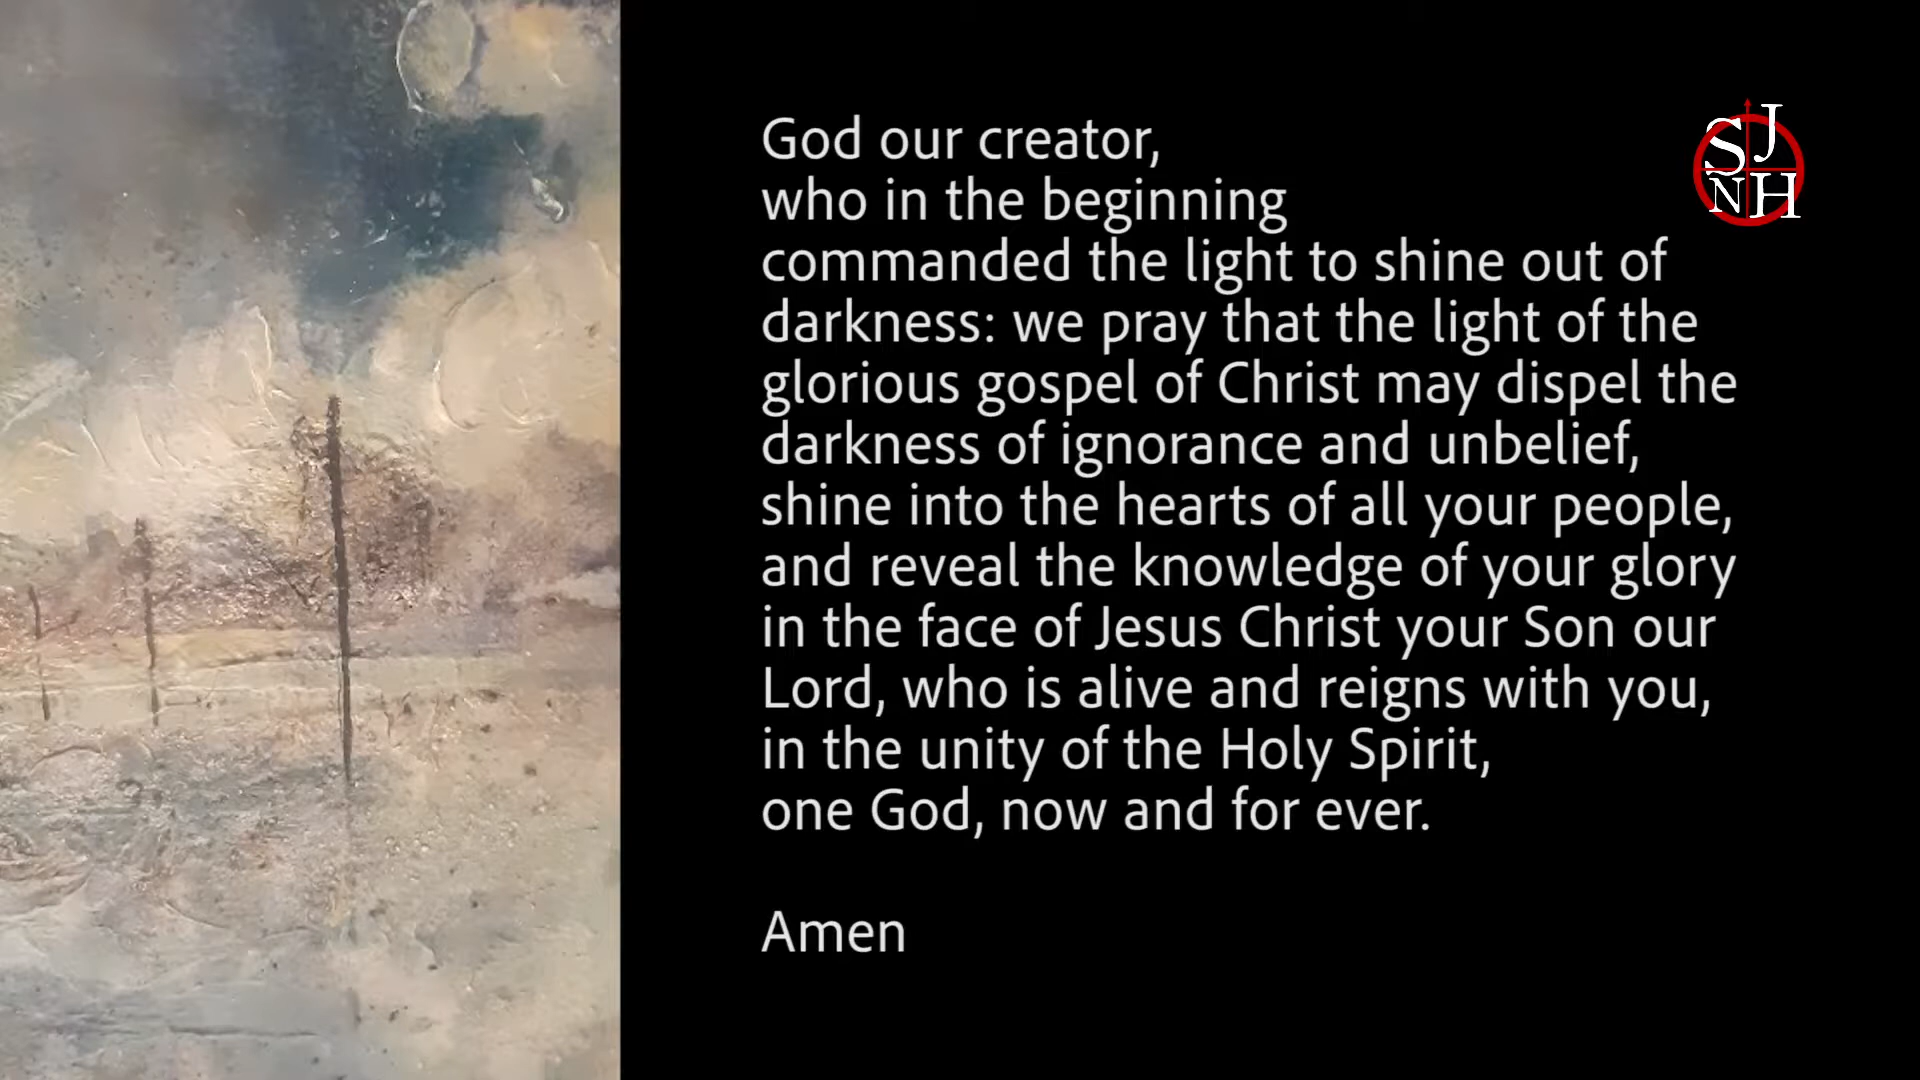 God our creator,
who in the beginning
commanded the light to shine out of
darkness: we pray that the light of the
glorious gospel of Christ may dispel the
darkness of ignorance and unbelief,
shine into the hearts of all your people,
and reveal the knowledge of your glory
in the face of Jesus Christ your Son our
Lord, who is alive and reigns with you,
in the unity of the Holy Spirit,
one God, now and for ever.
Amen
SJ
NH